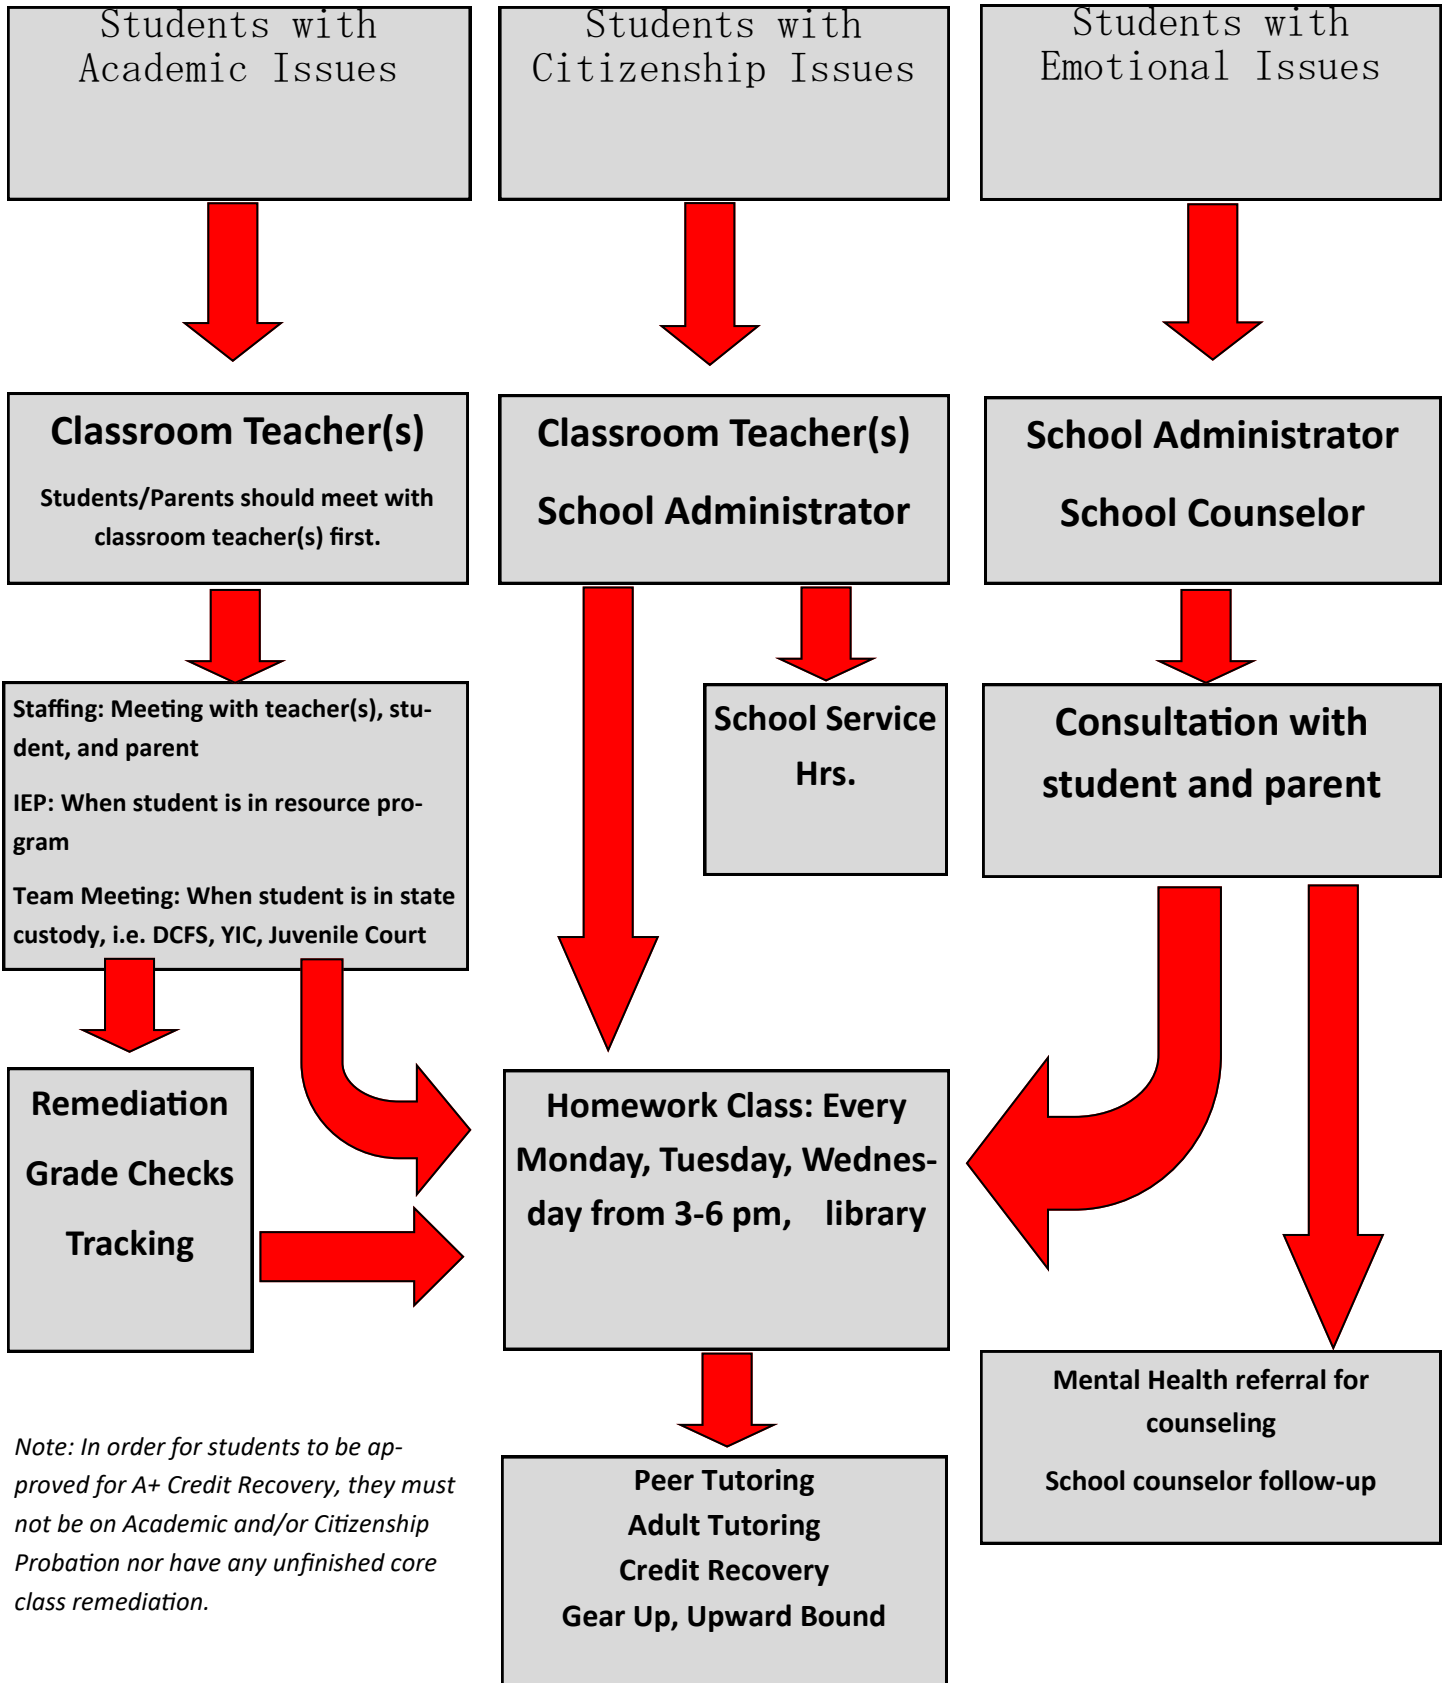 Students with
Academic Issues
Students with
Citizenship Issues
Students with
Emotional Issues
Classroom Teacher(s)
Students/Parents should meet with
classroom teacher(s) first.
Classroom Teacher(s)
School Administrator
School Administrator
School Counselor
Staffing: Meeting with teacher(s), stu-
dent, and parent
IEP: When student is in resource pro-
gram
Team Meeting: When student is in state
custody, i.e. DCFS, YIC, Juvenile Court
School Service
Hrs.
Consultation with
student and parent
Remediation
Grade Checks
Tracking
Homework Class: Every
Monday, Tuesday, Wednes-
day from 3-6 pm, library
Mental Health referral for
counseling
School counselor follow-up
Note: In order for students to be ap-
proved for A+ Credit Recovery, they must
not be on Academic and/or Citizenship
Probation nor have any unfinished core
class remediation.
Peer Tutoring
Adult Tutoring
Credit Recovery
Gear Up, Upward Bound